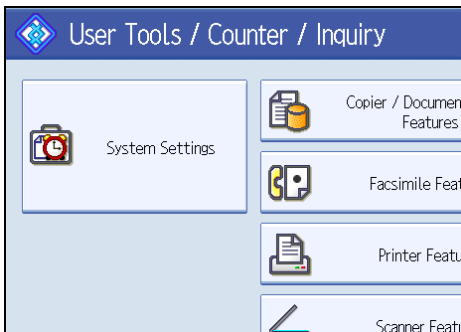 User Tools / Counter / Inquiry
System Settings
Copier / Documen
Features
Facsimile Feat
Printer Featu
Scanner Featu